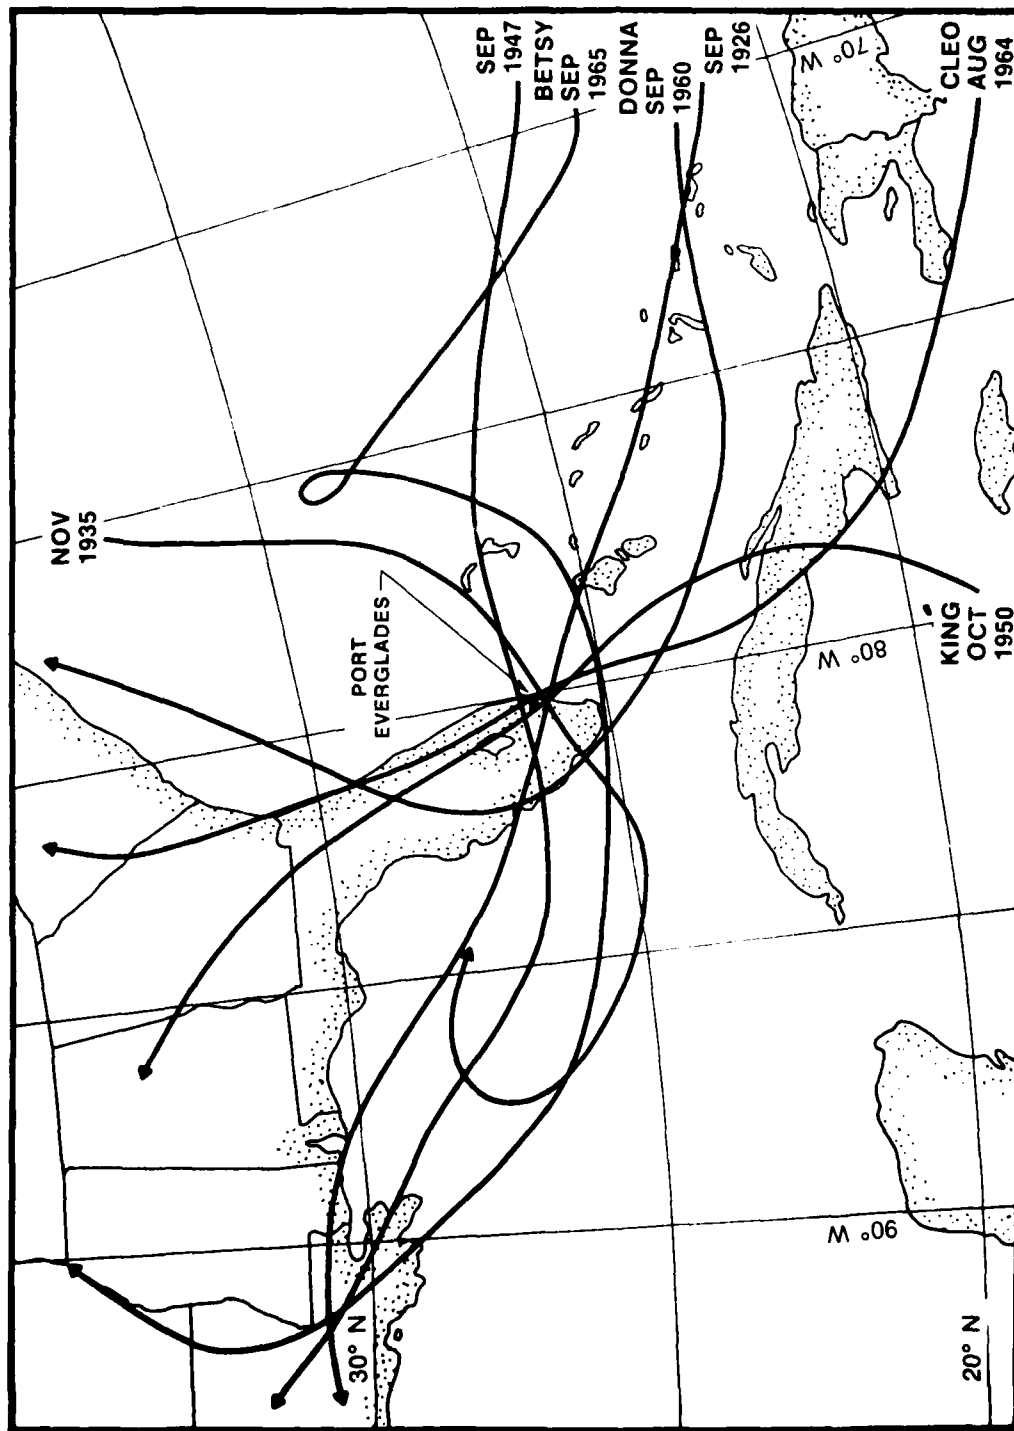 SEP
1947
BETSY
SEP
1965
DONNA
SEP
1960
SEP
1926
70° W
CLEO
AUG
1964
NOV
1935
PORT
EVERGLADES
80° W
KING
OCT
1950
90° W
30° N
20° N